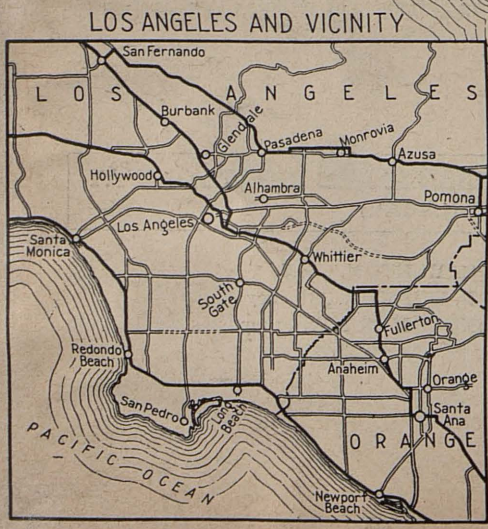 LOS ANGELES AND VICINITY
San Fernando
LOS ANGELES
Burbank
Glendale
Pasadena
Monrovia
Azusa
Hollywood
Alhambra
Pomona
Los Angeles
Santa
Monica
Whittier
South
Gate
Fullerton
Redondo
Beach
Anaheim
Orange
San Pedro
Long
Beach
Santa
Ana
ORANGE
PACIFIC OCEAN
Newport
Beach